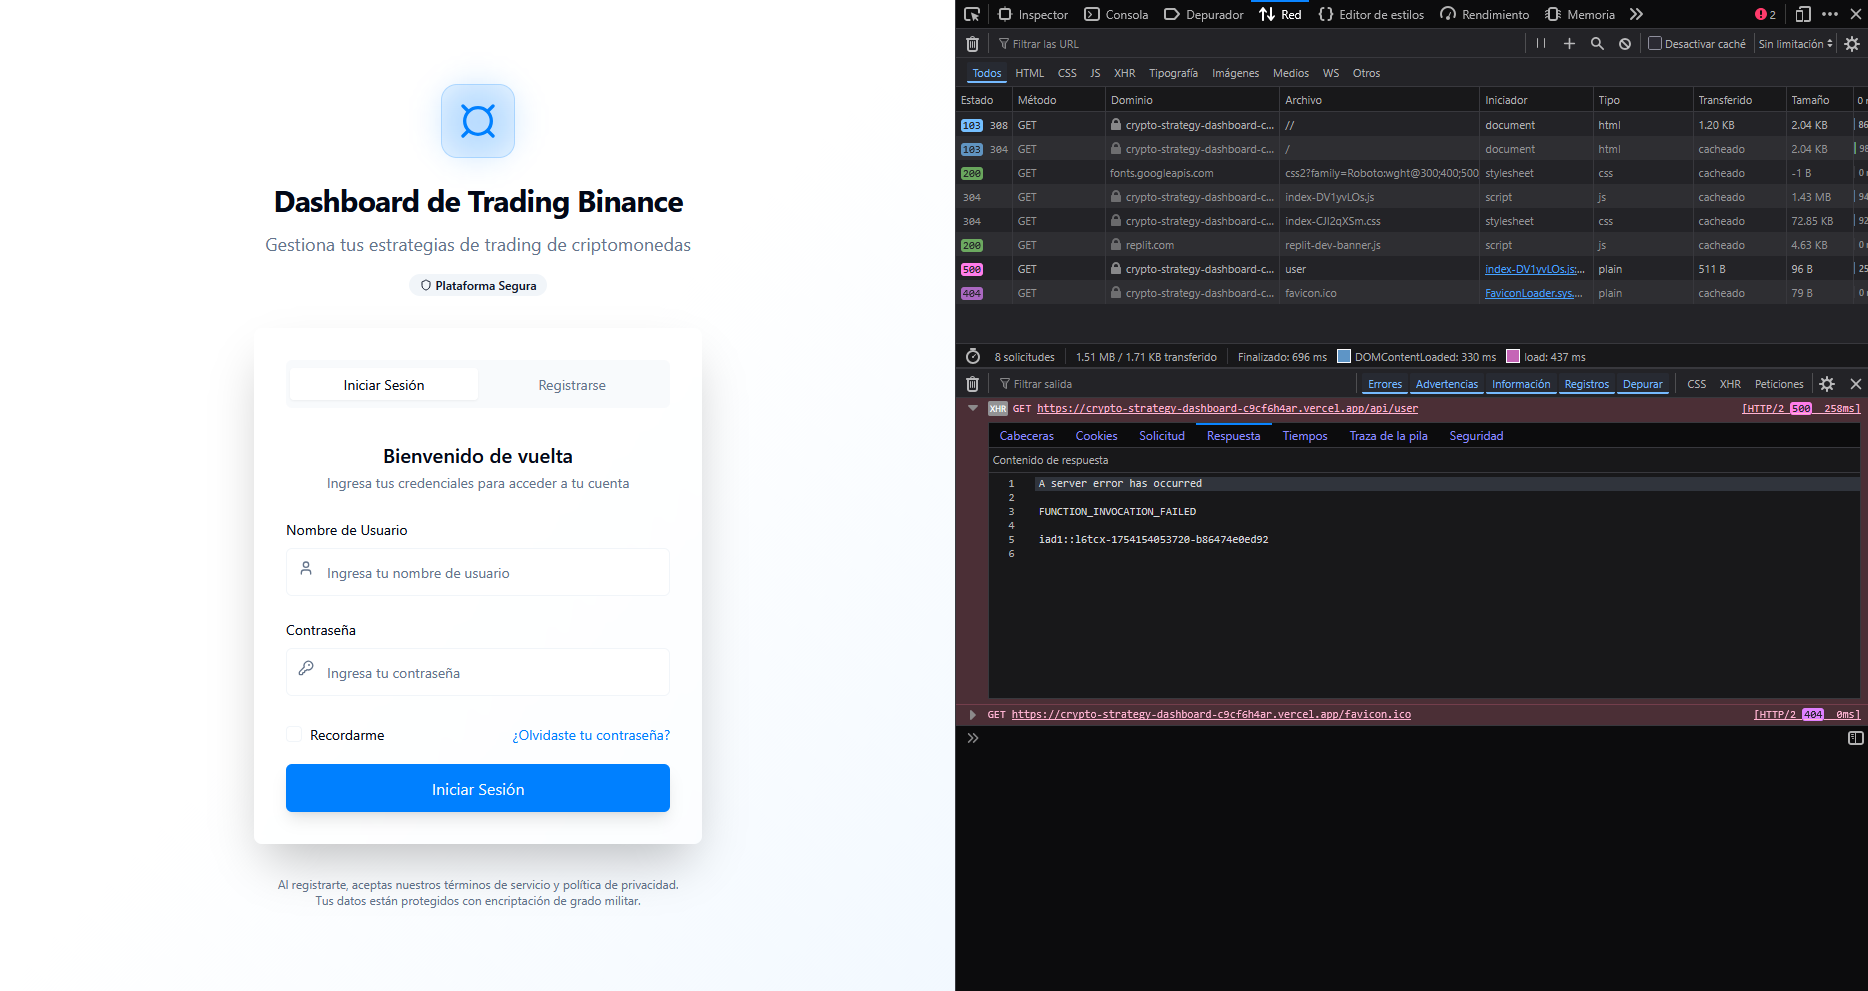 Dashboard de Trading Binance
Gestiona tus estrategias de trading de criptomonedas
Plataforma Segura
Iniciar Sesión Registrarse
Bienvenido de vuelta
Ingresa tus credenciales para acceder a tu cuenta
Nombre de Usuario
Ingresa tu nombre de usuario
Contraseña
Ingresa tu contraseña
Recordarme ¿Olvidaste tu contraseña?
Iniciar Sesión
Al registrarte, aceptas nuestros términos de servicio y política de privacidad.
Tus datos están protegidos con encriptación de grado militar.
Inspector Consola Depurador Red Editor de estilos Rendimiento Memoria 2
Filtrar las URL Desactivar caché Sin limitación
Todos HTML CSS JS XHR Tipografía Imágenes Medios WS Otros
Estado Método Dominio Archivo Iniciador Tipo Transferido Tamaño
103 308 GET crypto-strategy-dashboard-c... // document html 1.20 KB 2.04 KB
103 304 GET crypto-strategy-dashboard-c... / document html cacheado 2.04 KB
200 GET fonts.googleapis.com css2?family=Roboto:wght@300;400;500 stylesheet css cacheado -1 B
304 GET crypto-strategy-dashboard-c... index-DV1yvLOs.js script js cacheado 1.43 MB
304 GET crypto-strategy-dashboard-c... index-CJI2qXSm.css stylesheet css cacheado 72.85 KB
200 GET replit.com replit-dev-banner.js script js cacheado 4.63 KB
500 GET crypto-strategy-dashboard-c... user index-DV1yvLOs.js:... plain 511 B 96 B
404 GET crypto-strategy-dashboard-c... favicon.ico FaviconLoader.sys.... plain cacheado 79 B
8 solicitudes 1.51 MB / 1.71 KB transferido Finalizado: 696 ms DOMContentLoaded: 330 ms load: 437 ms
Filtrar salida Errores Advertencias Información Registros Depurar CSS XHR Peticiones
XHR GET https://crypto-strategy-dashboard-c9cf6h4ar.vercel.app/api/user [HTTP/2 500 258ms]
Cabeceras Cookies Solicitud Respuesta Tiempos Traza de la pila Seguridad
Contenido de respuesta
1 A server error has occurred
2
3 FUNCTION_INVOCATION_FAILED
4
5 iad1::l6tcx-1754154053720-b86474e0ed92
6
GET https://crypto-strategy-dashboard-c9cf6h4ar.vercel.app/favicon.ico [HTTP/2 404 0ms]